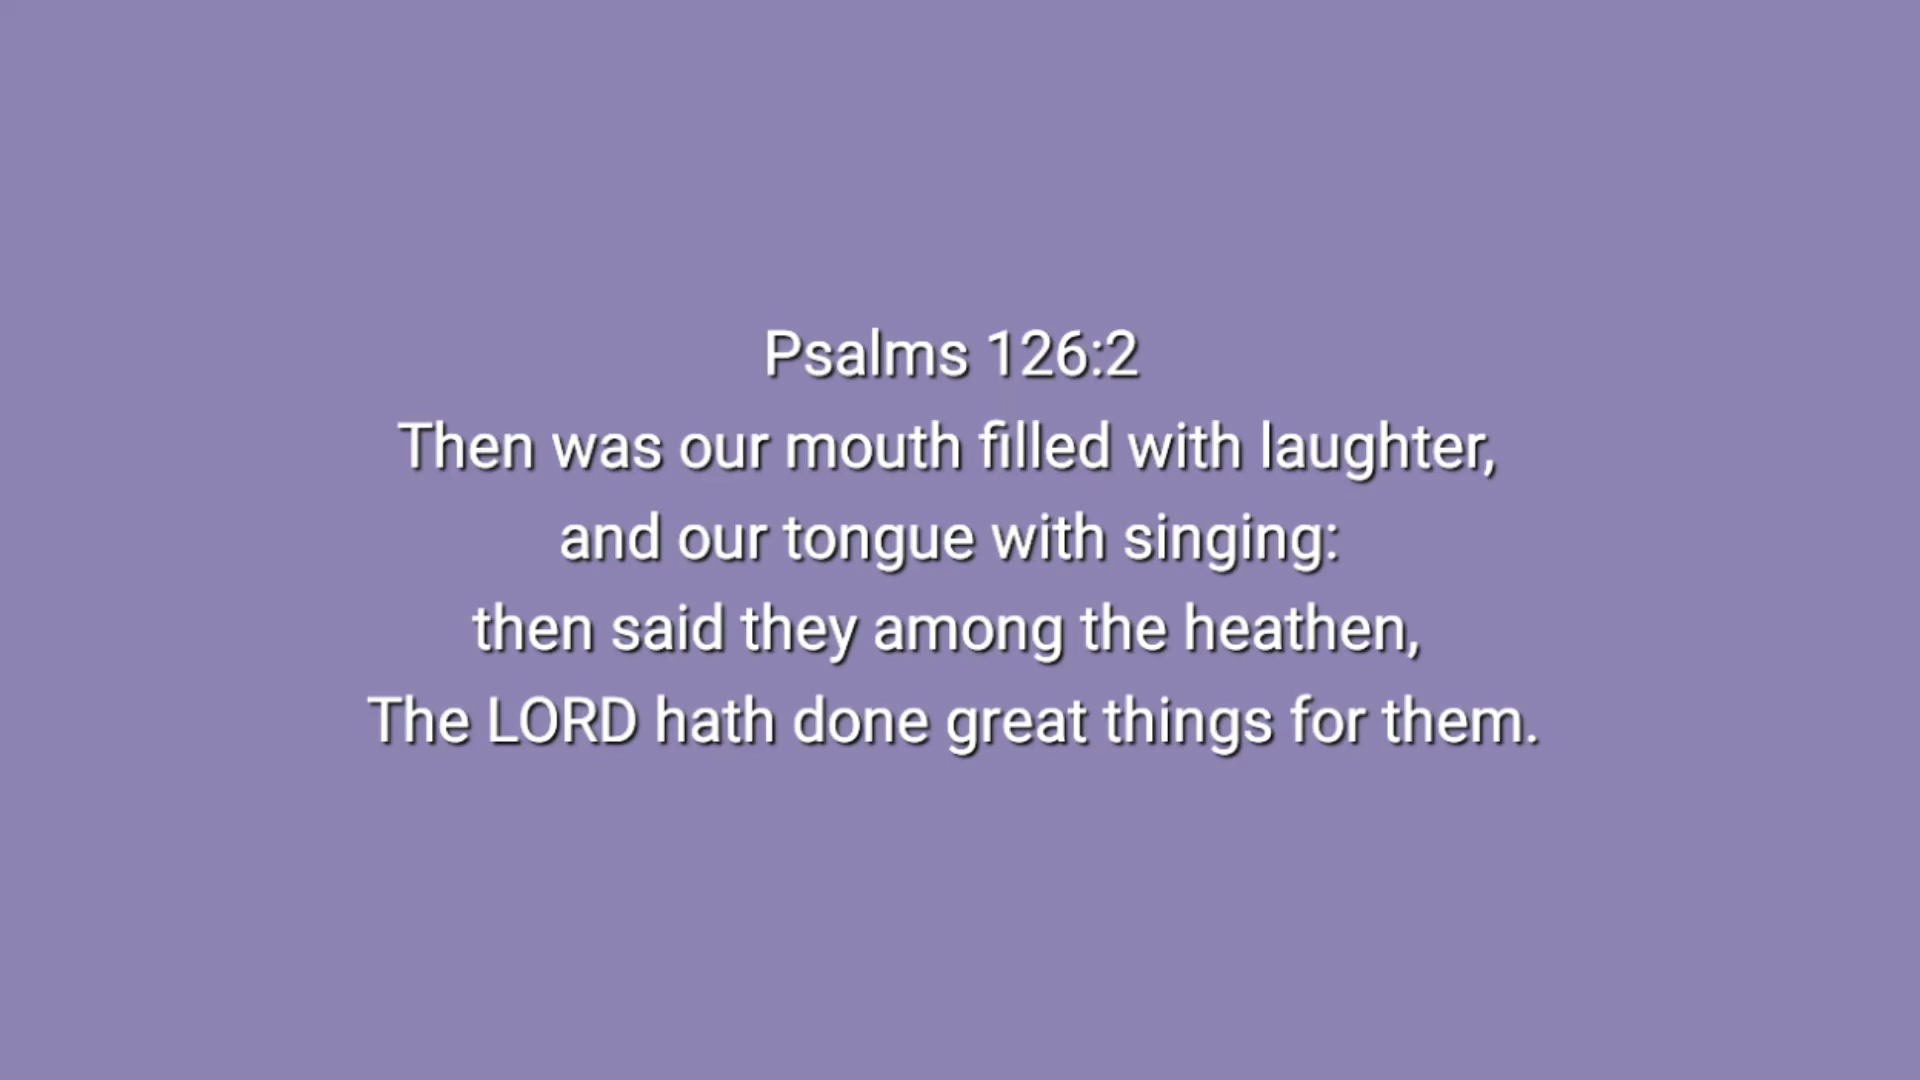 Psalms 126:2
Then was our mouth filled with laughter,
and our tongue with singing:
then said they among the heathen,
The LORD hath done great things for them.